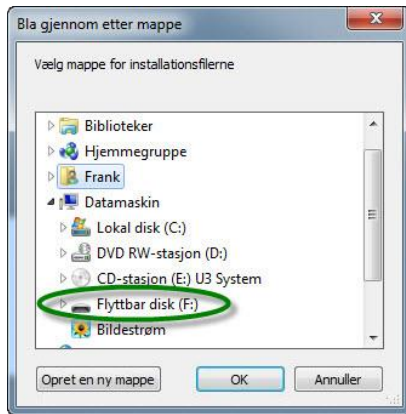 Bla gjennom etter mappe
Vælg mappe for installationsfilerne
Biblioteker
Hjemmegruppe
Frank
Datamaskin
Lokal disk (C:)
DVD RW-stasjon (D:)
CD-stasjon (E:) U3 System
Flyttbar disk (F:)
Bildestrøm
Opret en ny mappe OK Annuller